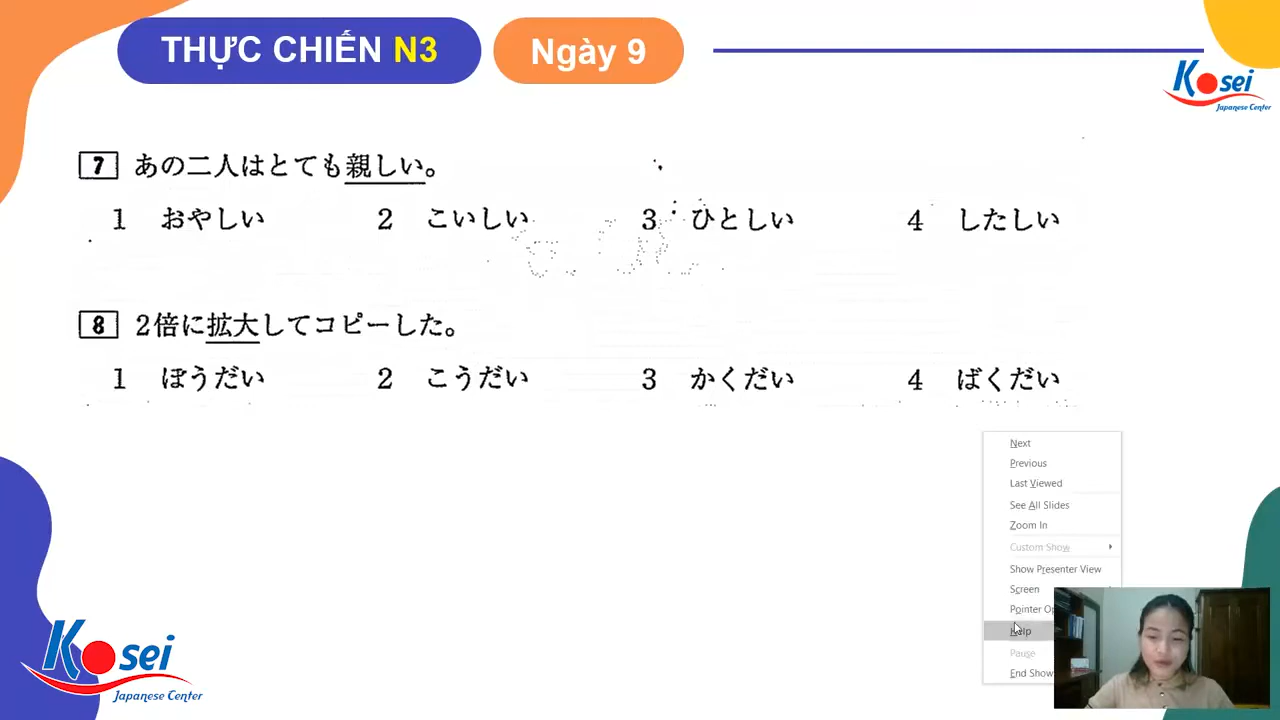 THỰC CHIẾN N3
Ngày 9
Kosei
Japanese Center
7 あの二人はとても親しい。
1 おやしい 2 こいしい 3 ひとしい 4 したしい
8 2倍に拡大してコピーした。
1 ぼうだい 2 こうだい 3 かくだい 4 ばくだい
Next
Previous
Last Viewed
See All Slides
Zoom In
Custom Show
Show Presenter View
Screen
Pointer Op
Help
Pause
End Show
Kosei
Japanese Center